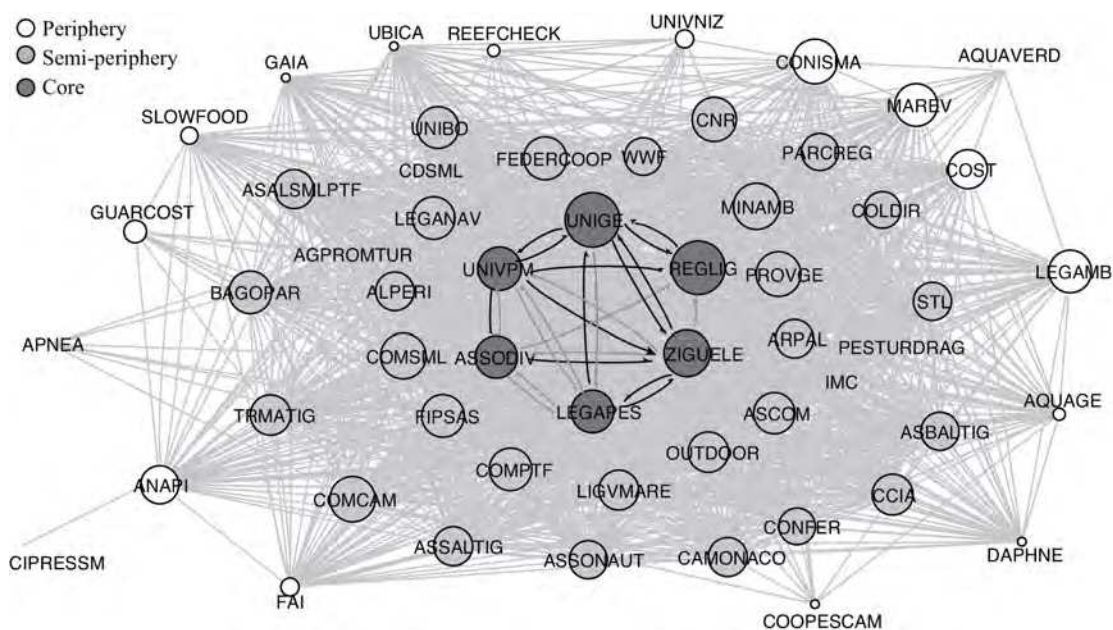 Periphery
Semi-periphery
Core
UBICA
REEFCHECK
UNIVNIZ
GAIA
CONISMA
AQUAVERD
SLOWFOOD
UNIBO
CNR
MAREV
CDSML
FEDERCOOP
WWF
PARCREG
COST
ASALSMLPTF
GUARCOST
LEGANAV
UNIGE
MINAMB
COLDIR
AGPROMTUR
UNIVPM
REGLIG
PROVGE
LEGAMB
BAGOPAR
ALPERI
STL
APNEA
COMSML
ASSODIV
ZIGUELE
ARPAL
PESTURDRAG
IMC
TRMATIG
FIPSAS
LEGAPES
ASCOM
AQUAGE
ASBALTIG
ANAPI
COMCAM
COMPTF
LIGVMARE
OUTDOOR
CCIA
CONFER
ASSALTIG
ASSONAUT
CAMONACO
DAPHNE
CIPRESSM
FAI
COOPESCAM